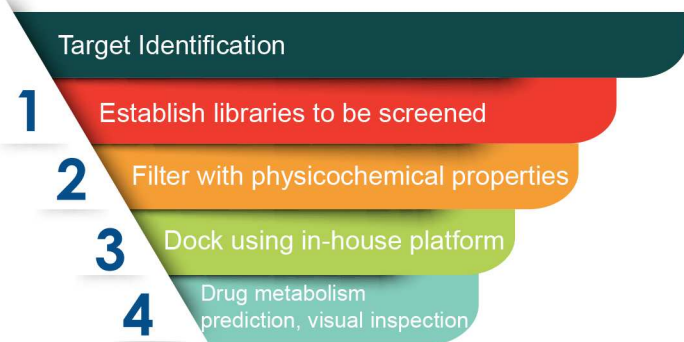 Target Identification
1 Establish libraries to be screened
2 Filter with physicochemical properties
3 Dock using in-house platform
Drug metabolism
4 prediction, visual inspection